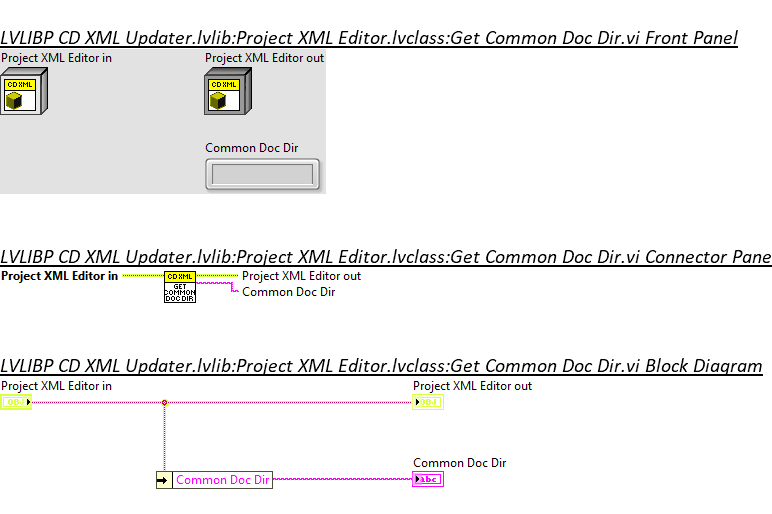 LVLIBP CD XML Updater.lvlib:Project XML Editor.lvclass:Get Common Doc Dir.vi Front Panel
Project XML Editor in
Project XML Editor out
CD XML
CD XML
Common Doc Dir
LVLIBP CD XML Updater.lvlib:Project XML Editor.lvclass:Get Common Doc Dir.vi Connector Pane
Project XML Editor in
CD XML
GET
COMMON
DOC DIR
Project XML Editor out
Common Doc Dir
LVLIBP CD XML Updater.lvlib:Project XML Editor.lvclass:Get Common Doc Dir.vi Block Diagram
Project XML Editor in
Project XML Editor out
Common Doc Dir
Common Doc Dir
abc